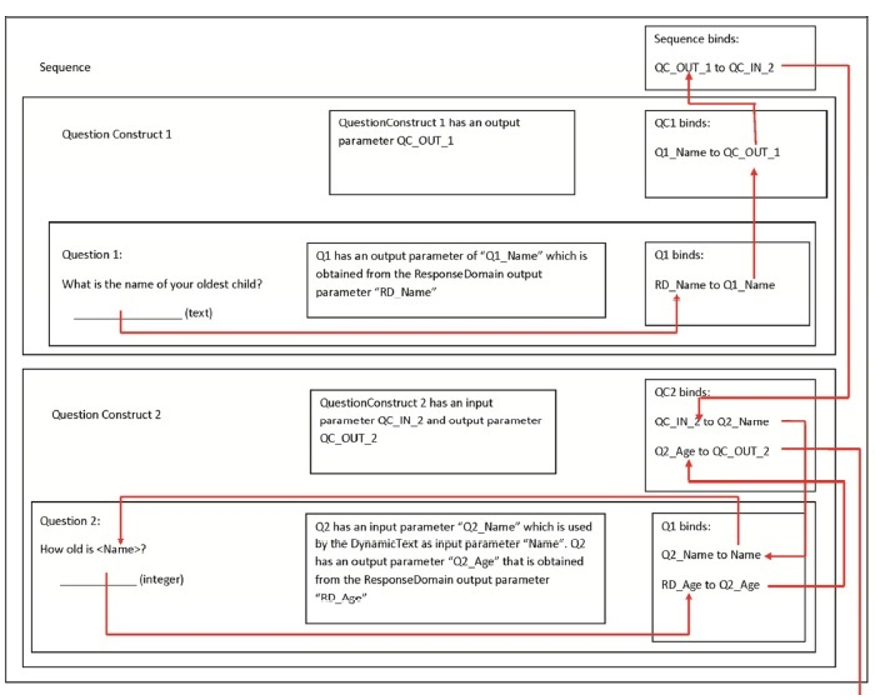 Sequence
Sequence binds:
QC_OUT_1 to QC_IN_2
Question Construct 1
QuestionConstruct 1 has an output
parameter QC_OUT_1
QC1 binds:
Q1_Name to QC_OUT_1
Question 1:
What is the name of your oldest child?
__________________ (text)
Q1 has an output parameter of “Q1_Name” which is
obtained from the ResponseDomain output
parameter “RD_Name”
Q1 binds:
RD_Name to Q1_Name
Question Construct 2
QuestionConstruct 2 has an input
parameter QC_IN_2 and output parameter
QC_OUT_2
QC2 binds:
QC_IN_2 to Q2_Name
Q2_Age to QC_OUT_2
Question 2:
How old is <Name>?
_____________ (integer)
Q2 has an input parameter “Q2_Name” which is used
by the DynamicText as input parameter “Name”. Q2
has an output parameter “Q2_Age” that is obtained
from the ResponseDomain output parameter
“RD_Age”
Q1 binds:
Q2_Name to Name
RD_Age to Q2_Age